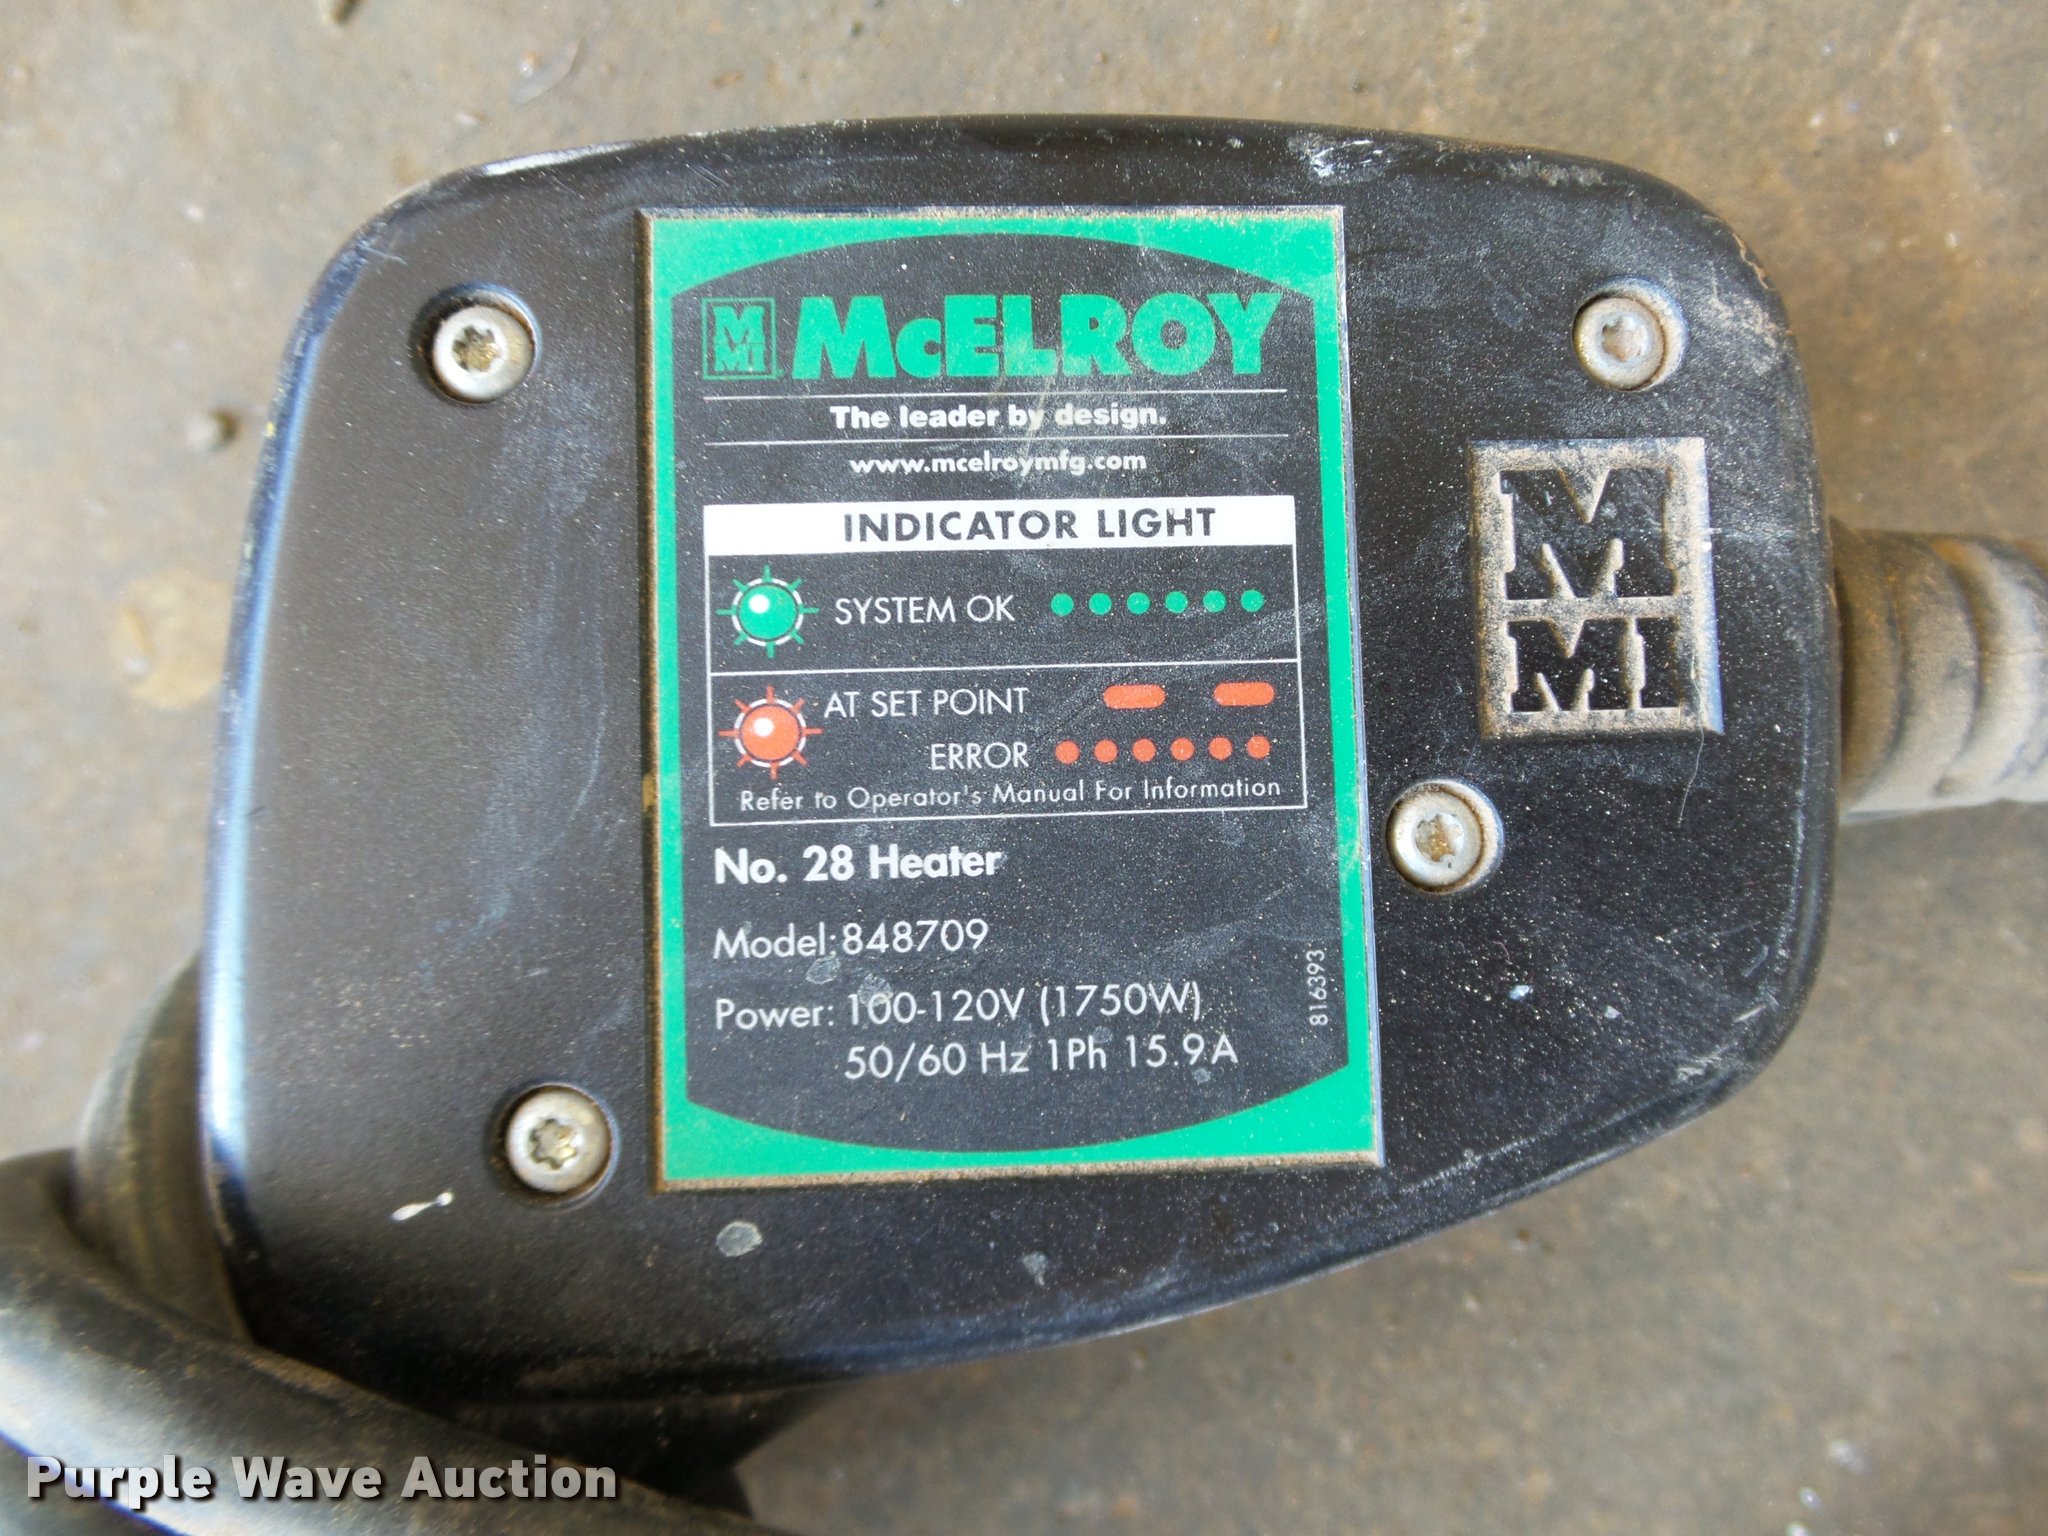 M
MI
McELROY
The leader by design.
www.mcelroymfg.com
INDICATOR LIGHT
SYSTEM OK
AT SET POINT
ERROR
Refer to Operator's Manual For Information
No. 28 Heater
Model:848709
Power: 100-120V (1750W)
50/60 Hz 1Ph 15.9A
816393
M
MI
Purple Wave Auction